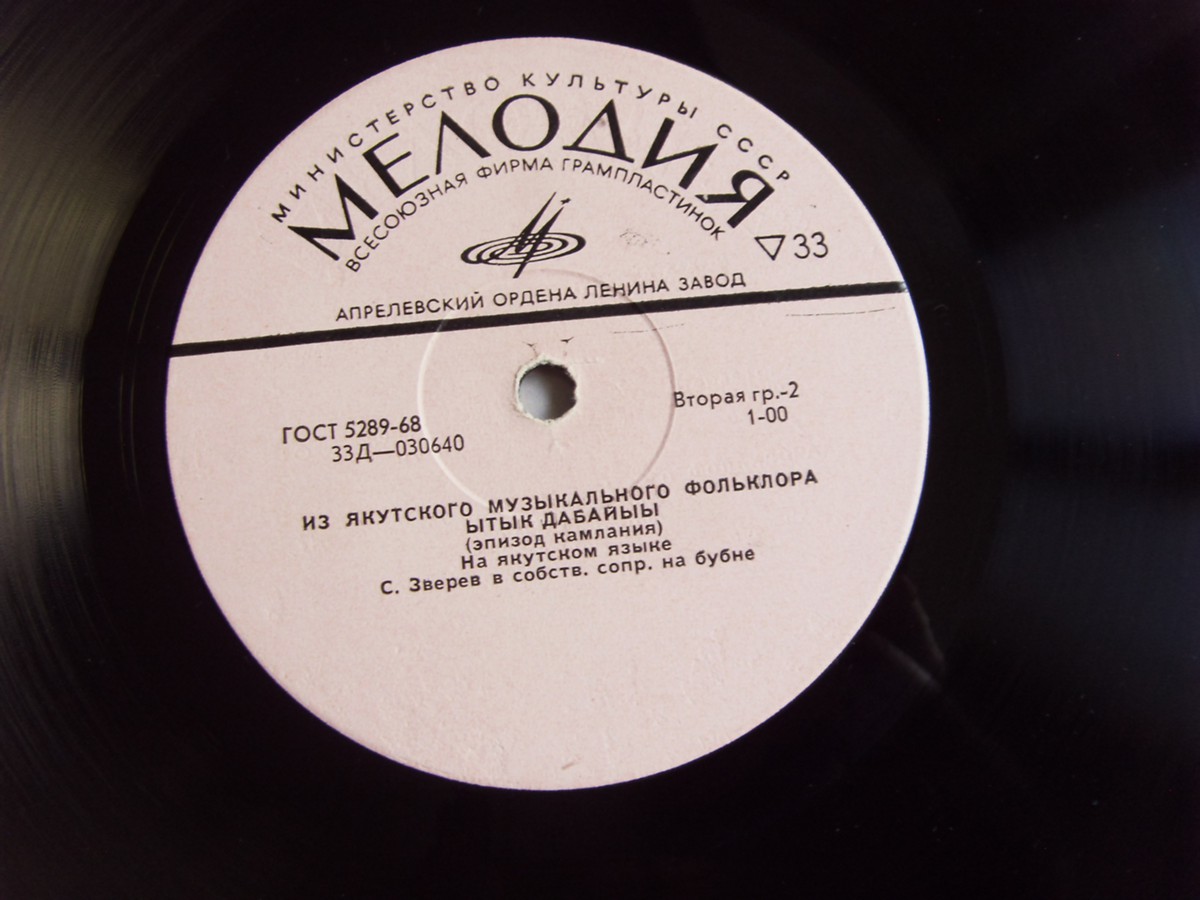 МИНИСТЕРСТВО КУЛЬТУРЫ СССР
МЕЛОДИЯ
ВСЕСОЮЗНАЯ ФИРМА ГРАМПЛАСТИНОК
33
АПРЕЛЕВСКИЙ ОРДЕНА ЛЕНИНА ЗАВОД
ГОСТ 5289-68
33Д—030640
Вторая гр.-2
1-00
ИЗ ЯКУТСКОГО МУЗЫКАЛЬНОГО ФОЛЬКЛОРА
ЫТЫК ДАБАЙЫЫ
(эпизод камлания)
На якутском языке
С. Зверев в собств. сопр. на бубне